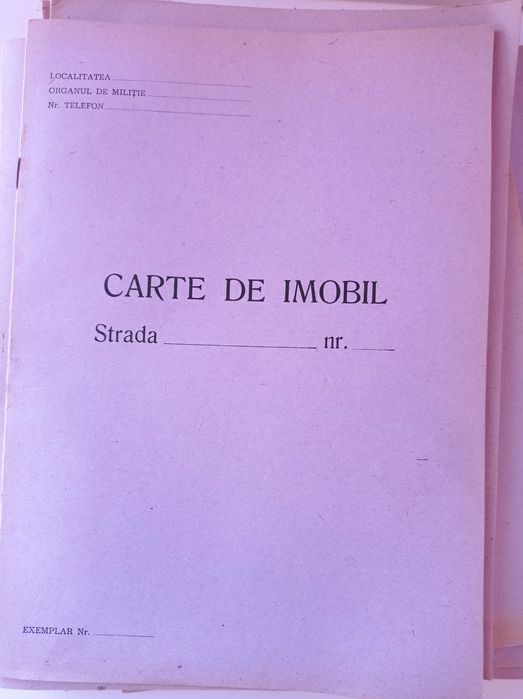 LOCALITATEA
ORGANUL DE MILIȚIE
Nr. TELEFON
CARTE DE IMOBIL
Strada nr.
EXEMPLAR Nr.